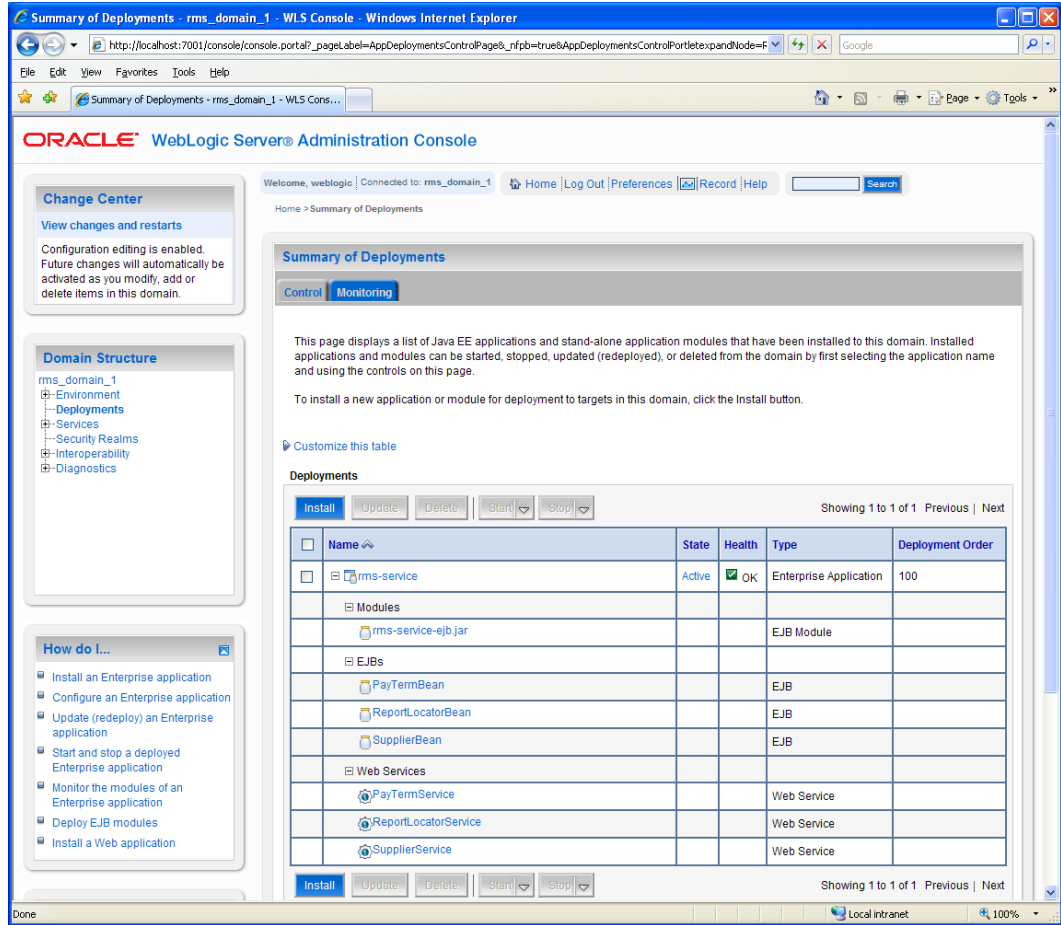 Summary of Deployments - rms_domain_1 - WLS Console - Windows Internet Explorer
http://localhost:7001/console/console.portal?_pageLabel=AppDeploymentsControlPage&_nfpb=true&AppDeploymentsControlPortletexpandNode=F
Google
File Edit View Favorites Tools Help
Summary of Deployments - rms_domain_1 - WLS Cons...
Page Tools »
ORACLE WebLogic Server® Administration Console
Change Center
View changes and restarts
Configuration editing is enabled.
Future changes will automatically be
activated as you modify, add or
delete items in this domain.
Domain Structure
rms_domain_1
Environment
Deployments
Services
Security Realms
Interoperability
Diagnostics
How do I...
Install an Enterprise application
Configure an Enterprise application
Update (redeploy) an Enterprise
application
Start and stop a deployed
Enterprise application
Monitor the modules of an
Enterprise application
Deploy EJB modules
Install a Web application
Welcome, weblogic Connected to: rms_domain_1 Home Log Out Preferences Record Help Search
Home >Summary of Deployments
Summary of Deployments
Control Monitoring
This page displays a list of Java EE applications and stand-alone application modules that have been installed to this domain. Installed
applications and modules can be started, stopped, updated (redeployed), or deleted from the domain by first selecting the application name
and using the controls on this page.
To install a new application or module for deployment to targets in this domain, click the Install button.
Customize this table
Deployments
Install Update Delete Start Stop Showing 1 to 1 of 1 Previous | Next
Name State Health Type Deployment Order
rms-service Active OK Enterprise Application 100
Modules
rms-service-ejb.jar EJB Module
EJBs
PayTermBean EJB
ReportLocatorBean EJB
SupplierBean EJB
Web Services
PayTermService Web Service
ReportLocatorService Web Service
SupplierService Web Service
Install Update Delete Start Stop Showing 1 to 1 of 1 Previous | Next
Done Local intranet 100%